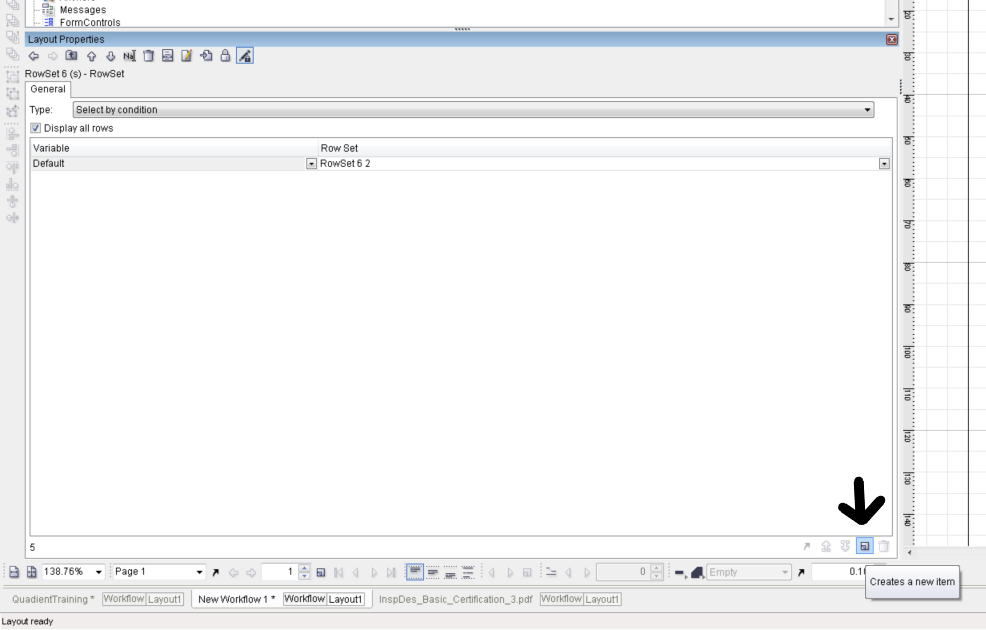 Messages
FormControls
Layout Properties
RowSet 6 (s) - RowSet
General
Type: Select by condition
Display all rows
Variable Row Set
Default RowSet 6 2
5
138.76% Page 1 1 0 Empty 0.10
Creates a new item
QuadientTraining * Workflow Layout1 New Workflow 1 * Workflow Layout1 InspDes_Basic_Certification_3.pdf Workflow Layout1
Layout ready